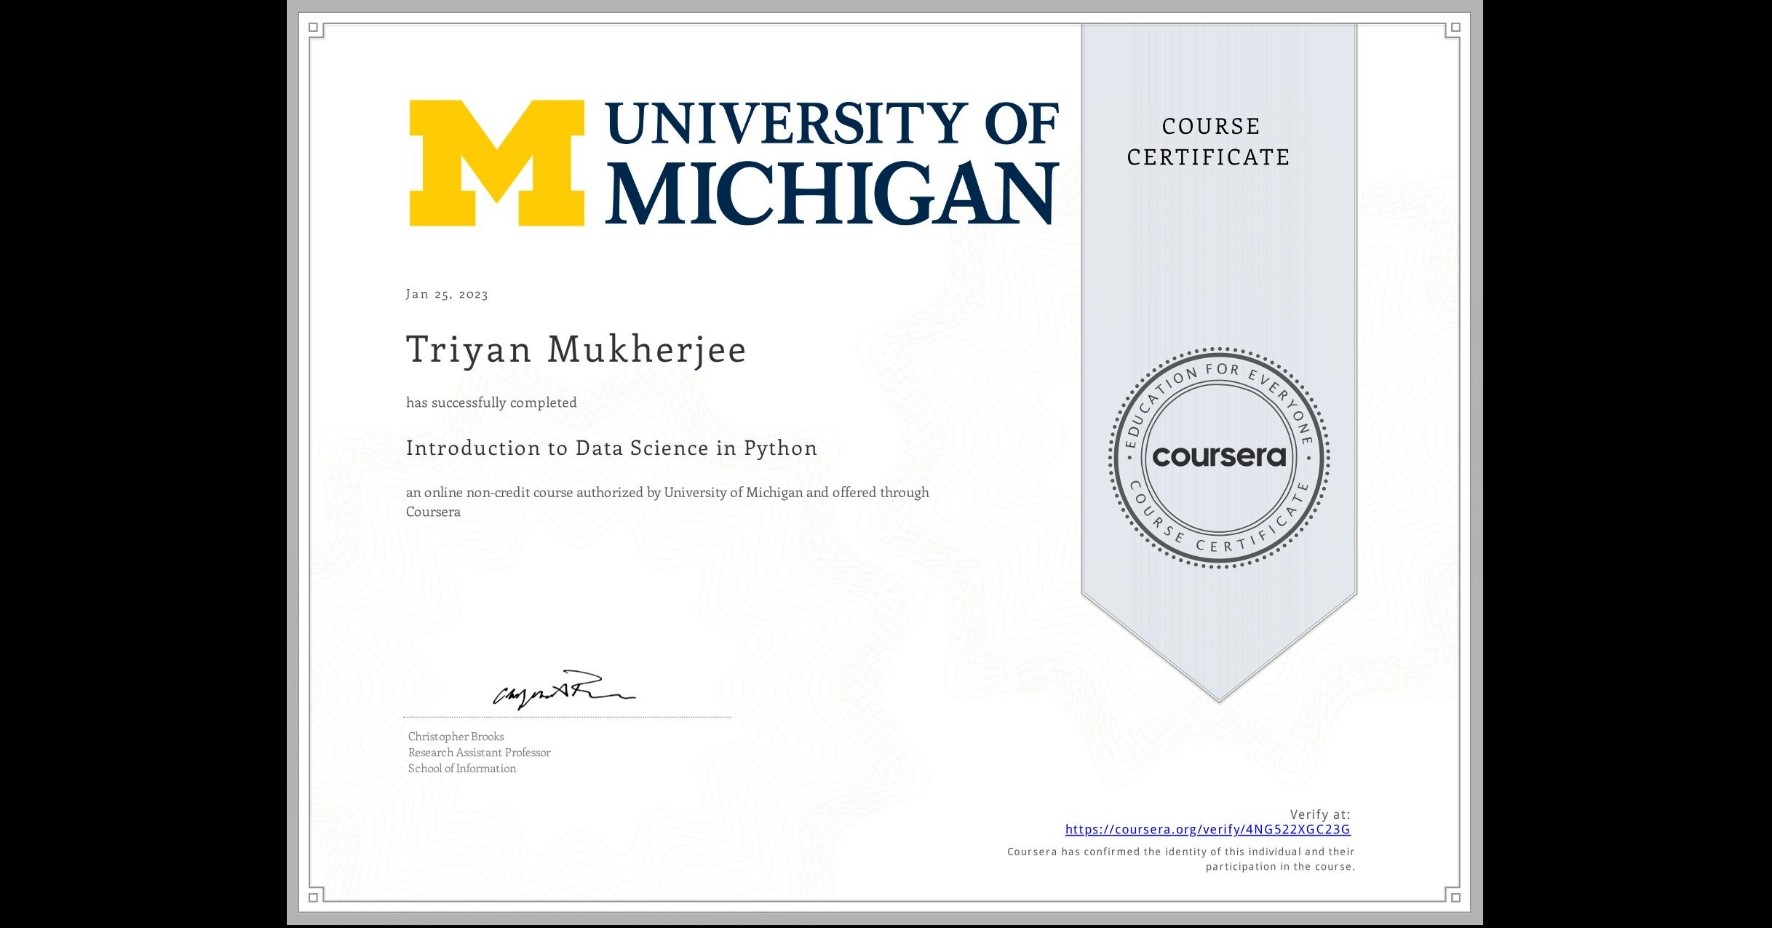 UNIVERSITY OF
MICHIGAN
COURSE
CERTIFICATE
Jan 25, 2023
Triyan Mukherjee
has successfully completed
Introduction to Data Science in Python
an online non-credit course authorized by University of Michigan and offered through
Coursera
EDUCATION FOR EVERYONE
coursera
COURSE CERTIFICATE
Christopher Brooks
Research Assistant Professor
School of Information
Verify at:
https://coursera.org/verify/4NG522XGC23G
Coursera has confirmed the identity of this individual and their
participation in the course.